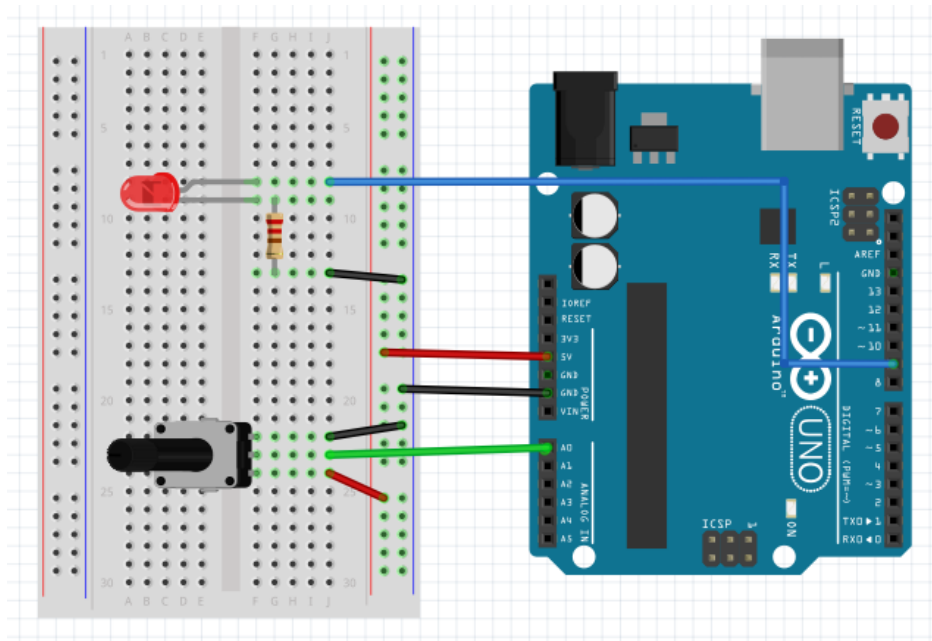 A B C D E F G H I J
1 1
5 5
10 10
15 15
20 20
25 25
30 30
A B C D E F G H I J
RESET
ICSP2
AREF
GND
13
12
~11
~10
8
7
~6
~5
4
~3
2
TX0▶1
RX0◀0
DIGITAL (PWM=~)
RX
TX
L
Arduino™
UNO
ON
ICSP
1
IOREF
RESET
3V3
5V
GND
GND
VIN
POWER
A0
A1
A2
A3
A4
A5
ANALOG IN